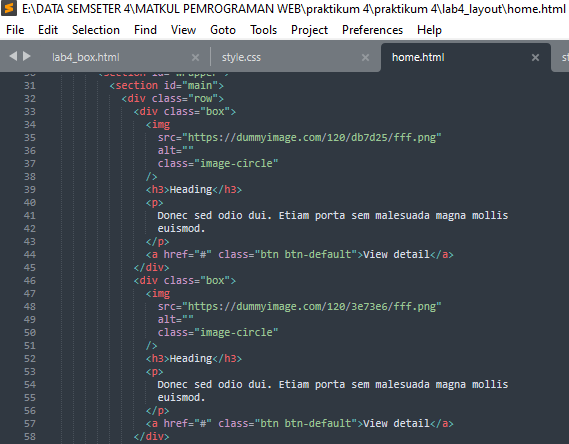 E:\DATA SEMSETER 4\MATKUL PEMROGRAMAN WEB\praktikum 4\praktikum 4\lab4_layout\home.html
File Edit Selection Find View Goto Tools Project Preferences Help
lab4_box.html × style.css × home.html × st
30 <section id="wrapper">
31 <section id="main">
32 <div class="row">
33 <div class="box">
34 <img
35 src="https://dummyimage.com/120/db7d25/fff.png"
36 alt=""
37 class="image-circle"
38 />
39 <h3>Heading</h3>
40 <p>
41 Donec sed odio dui. Etiam porta sem malesuada magna mollis
42 euismod.
43 </p>
44 <a href="#" class="btn btn-default">View detail</a>
45 </div>
46 <div class="box">
47 <img
48 src="https://dummyimage.com/120/3e73e6/fff.png"
49 alt=""
50 class="image-circle"
51 />
52 <h3>Heading</h3>
53 <p>
54 Donec sed odio dui. Etiam porta sem malesuada magna mollis
55 euismod.
56 </p>
57 <a href="#" class="btn btn-default">View detail</a>
58 </div>